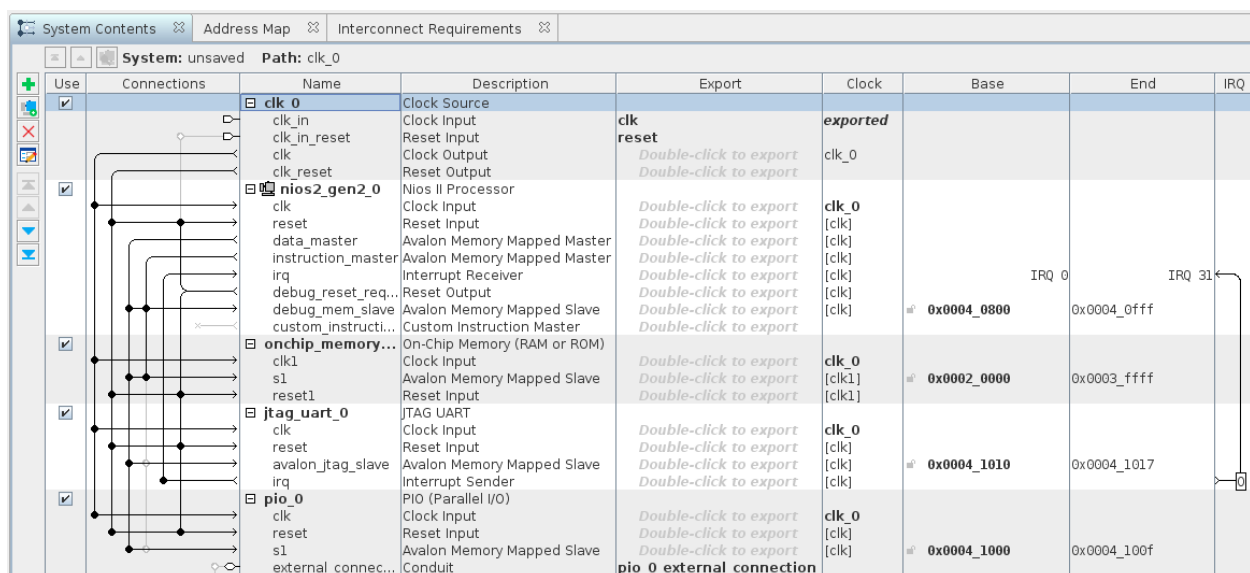 System Contents Address Map Interconnect Requirements
System: unsaved Path: clk_0
Use Connections Name Description Export Clock Base End IRQ
clk_0 Clock Source
clk_in Clock Input clk exported
clk_in_reset Reset Input reset
clk Clock Output Double-click to export clk_0
clk_reset Reset Output Double-click to export
nios2_gen2_0 Nios II Processor
clk Clock Input Double-click to export clk_0
reset Reset Input Double-click to export [clk]
data_master Avalon Memory Mapped Master Double-click to export [clk]
instruction_master Avalon Memory Mapped Master Double-click to export [clk]
irq Interrupt Receiver Double-click to export [clk] IRQ 0 IRQ 31
debug_reset_req... Reset Output Double-click to export [clk]
debug_mem_slave Avalon Memory Mapped Slave Double-click to export [clk] 0x0004_0800 0x0004_0fff
custom_instructi... Custom Instruction Master Double-click to export
onchip_memory... On-Chip Memory (RAM or ROM)
clk1 Clock Input Double-click to export clk_0
s1 Avalon Memory Mapped Slave Double-click to export [clk1] 0x0002_0000 0x0003_ffff
reset1 Reset Input Double-click to export [clk1]
jtag_uart_0 JTAG UART
clk Clock Input Double-click to export clk_0
reset Reset Input Double-click to export [clk]
avalon_jtag_slave Avalon Memory Mapped Slave Double-click to export [clk] 0x0004_1010 0x0004_1017
irq Interrupt Sender Double-click to export [clk] 0
pio_0 PIO (Parallel I/O)
clk Clock Input Double-click to export clk_0
reset Reset Input Double-click to export [clk]
s1 Avalon Memory Mapped Slave Double-click to export [clk] 0x0004_1000 0x0004_100f
external_connec... Conduit pio_0_external_connection